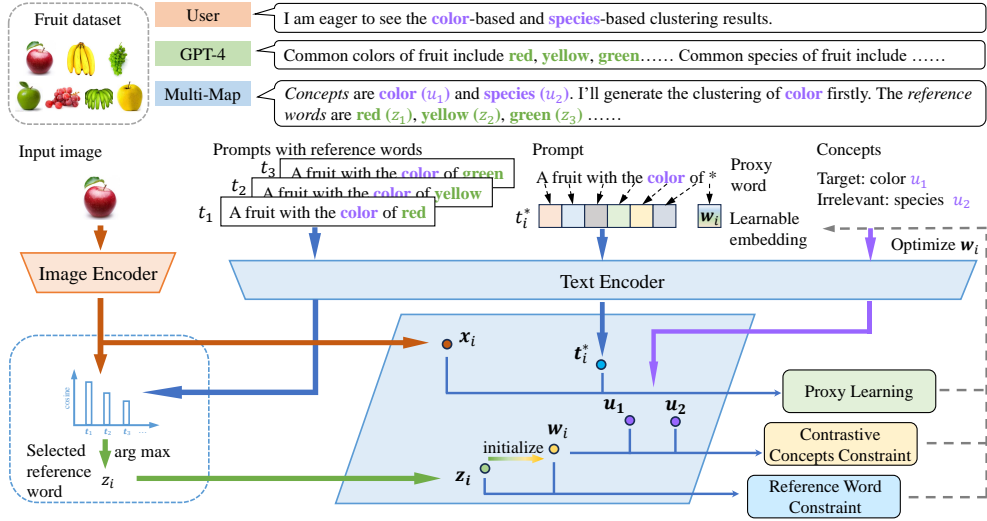 Fruit dataset
User
I am eager to see the color-based and species-based clustering results.
GPT-4
Common colors of fruit include red, yellow, green…… Common species of fruit include ……
Multi-Map
Concepts are color (u₁) and species (u₂). I'll generate the clustering of color firstly. The reference
words are red (z₁), yellow (z₂), green (z₃) ……
Input image
Prompts with reference words
t₃ A fruit with the color of green
t₂ A fruit with the color of yellow
t₁ A fruit with the color of red
Prompt
A fruit with the color of *
tᵢ*
wᵢ
Proxy
word
Learnable
embedding
Concepts
Target: color u₁
Irrelevant: species u₂
Optimize wᵢ
Image Encoder
Text Encoder
xᵢ
tᵢ*
Proxy Learning
cosine
t₁ t₂ t₃ ...
u₁ u₂
wᵢ
initialize
Contrastive
Concepts Constraint
Selected
reference
word
arg max
zᵢ
zᵢ
Reference Word
Constraint